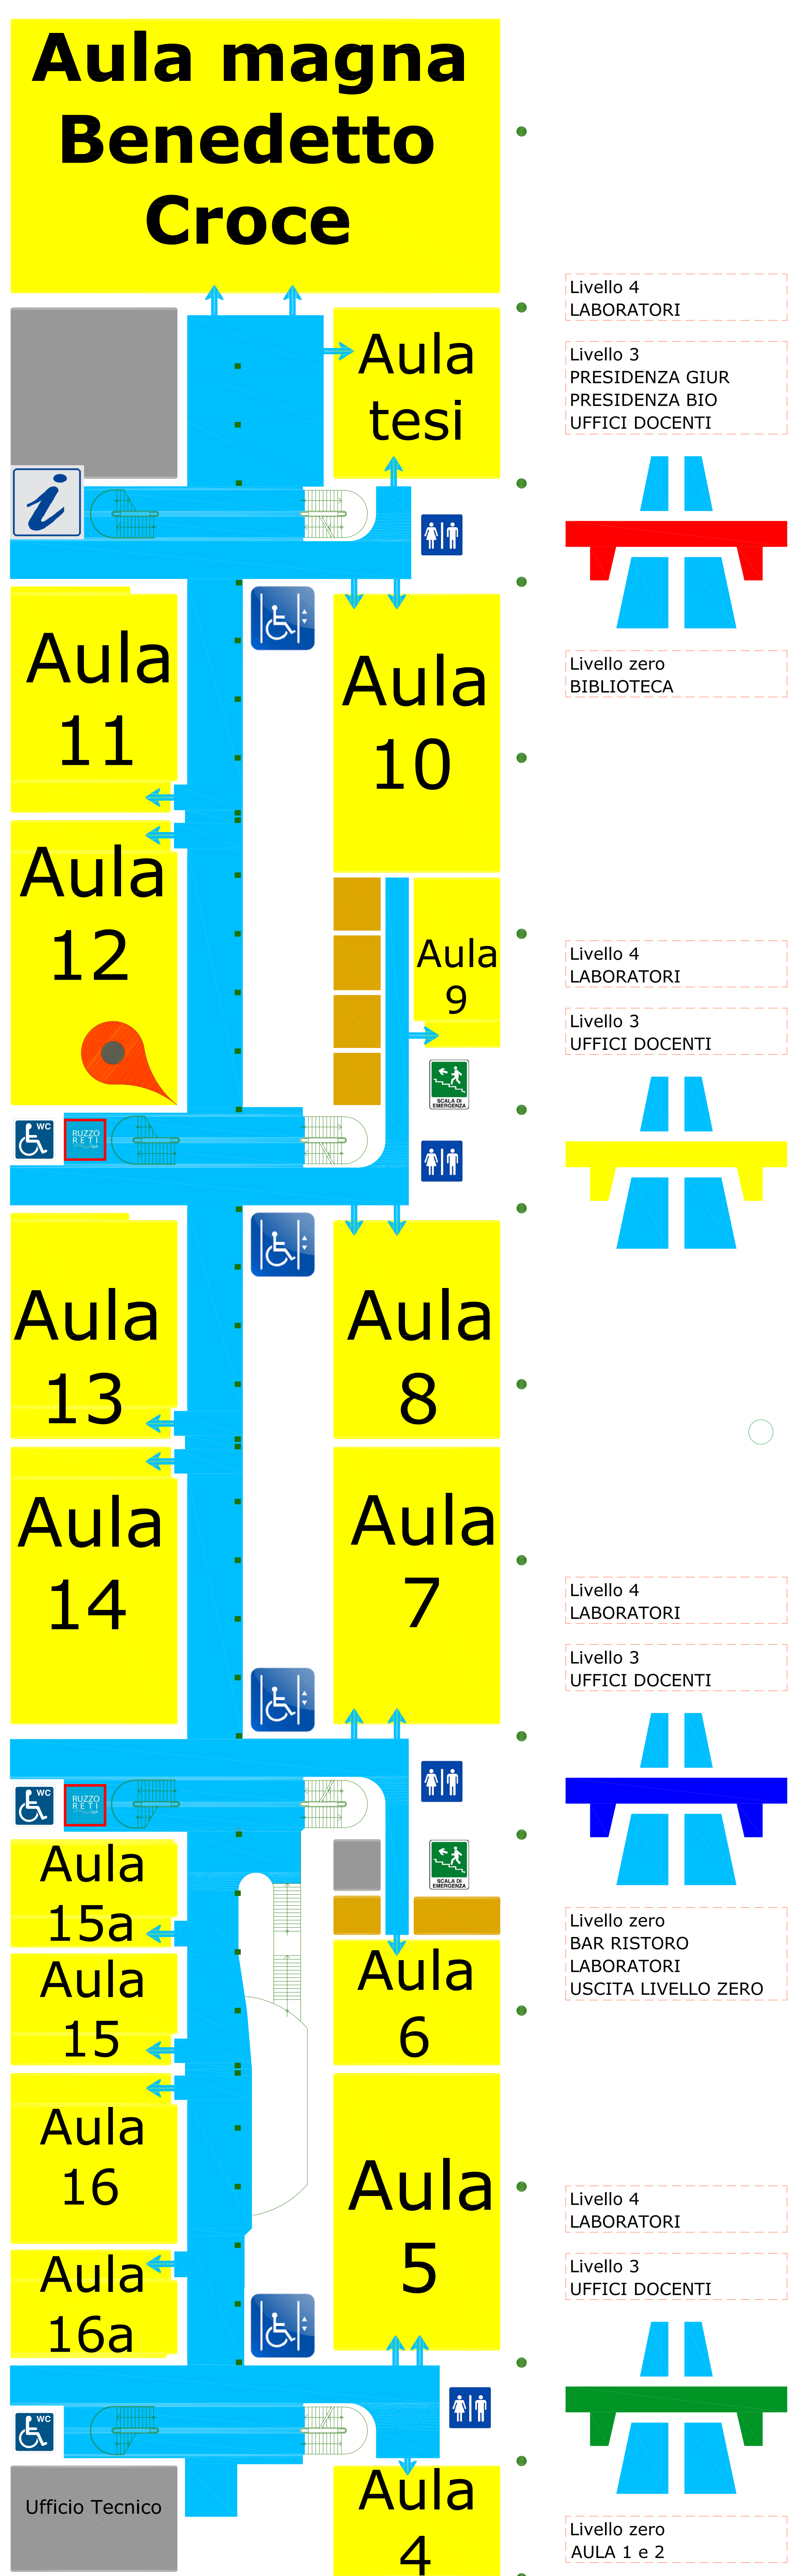 Aula magna
Benedetto
Croce
Livello 4
LABORATORI
Livello 3
PRESIDENZA GIUR
PRESIDENZA BIO
UFFICI DOCENTI
Aula
tesi
i
Livello zero
BIBLIOTECA
Aula
11
Aula
10
Aula
12
Aula
9
Livello 4
LABORATORI
Livello 3
UFFICI DOCENTI
SCALA DI
EMERGENZA
WC
RUZZO
RETI
Aula
13
Aula
8
Aula
14
Aula
7
Livello 4
LABORATORI
Livello 3
UFFICI DOCENTI
WC
RUZZO
RETI
SCALA DI
EMERGENZA
Aula
15a
Aula
15
Aula
6
Livello zero
BAR RISTORO
LABORATORI
USCITA LIVELLO ZERO
Aula
16
Aula
5
Aula
16a
Livello 4
LABORATORI
Livello 3
UFFICI DOCENTI
WC
Ufficio Tecnico
Aula
4
Livello zero
AULA 1 e 2